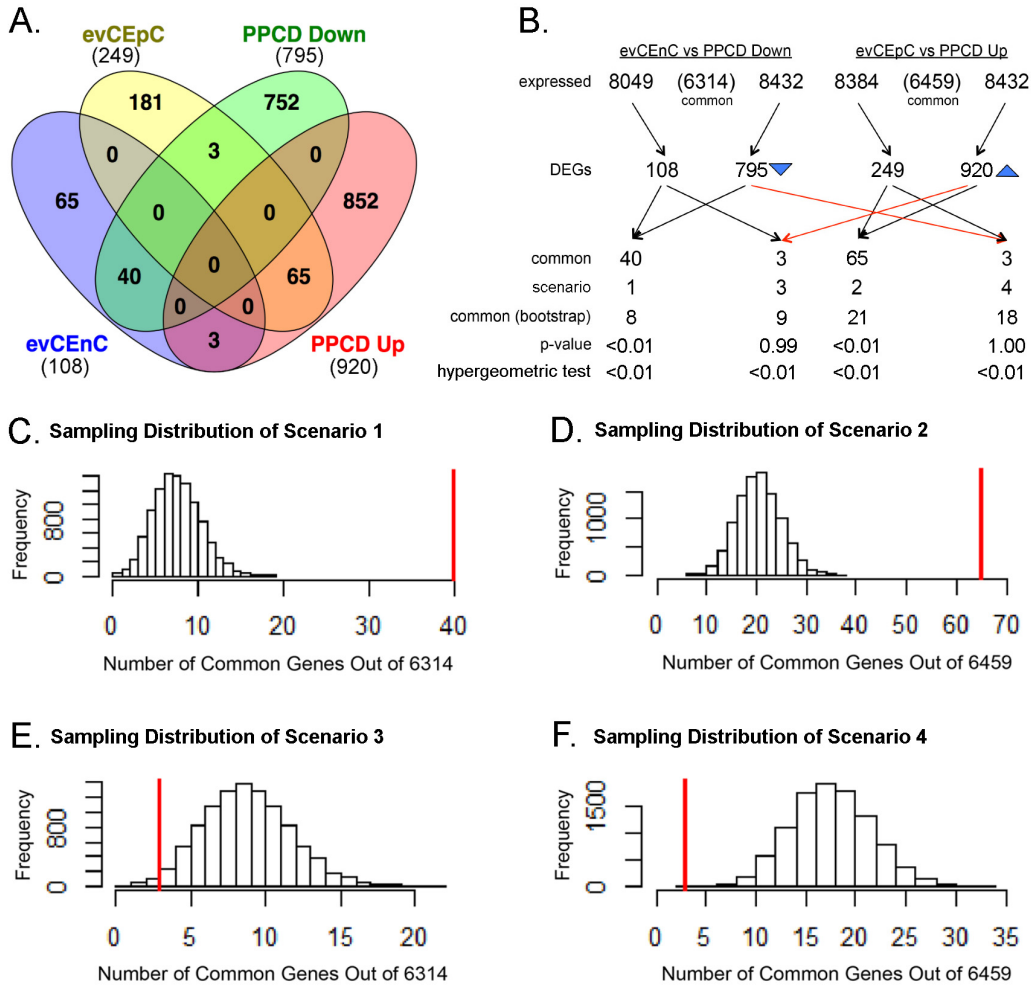 A.
evCEpC
(249)
PPCD Down
(795)
181
752
0
3
0
65
0
0
852
40
0
65
0
0
3
evCEnC
(108)
PPCD Up
(920)
B.
evCEnC vs PPCD Down
evCEpC vs PPCD Up
expressed 8049 (6314) 8432 8384 (6459) 8432
common common
DEGs 108 795 249 920
common 40 3 65 3
scenario 1 3 2 4
common (bootstrap) 8 9 21 18
p-value <0.01 0.99 <0.01 1.00
hypergeometric test <0.01 <0.01 <0.01 <0.01
C. Sampling Distribution of Scenario 1
Frequency
0 800
0 10 20 30 40
Number of Common Genes Out of 6314
D. Sampling Distribution of Scenario 2
Frequency
0 1000
0 10 20 30 40 50 60 70
Number of Common Genes Out of 6459
E. Sampling Distribution of Scenario 3
Frequency
0 800
0 5 10 15 20
Number of Common Genes Out of 6314
F. Sampling Distribution of Scenario 4
Frequency
0 1500
0 5 10 15 20 25 30 35
Number of Common Genes Out of 6459